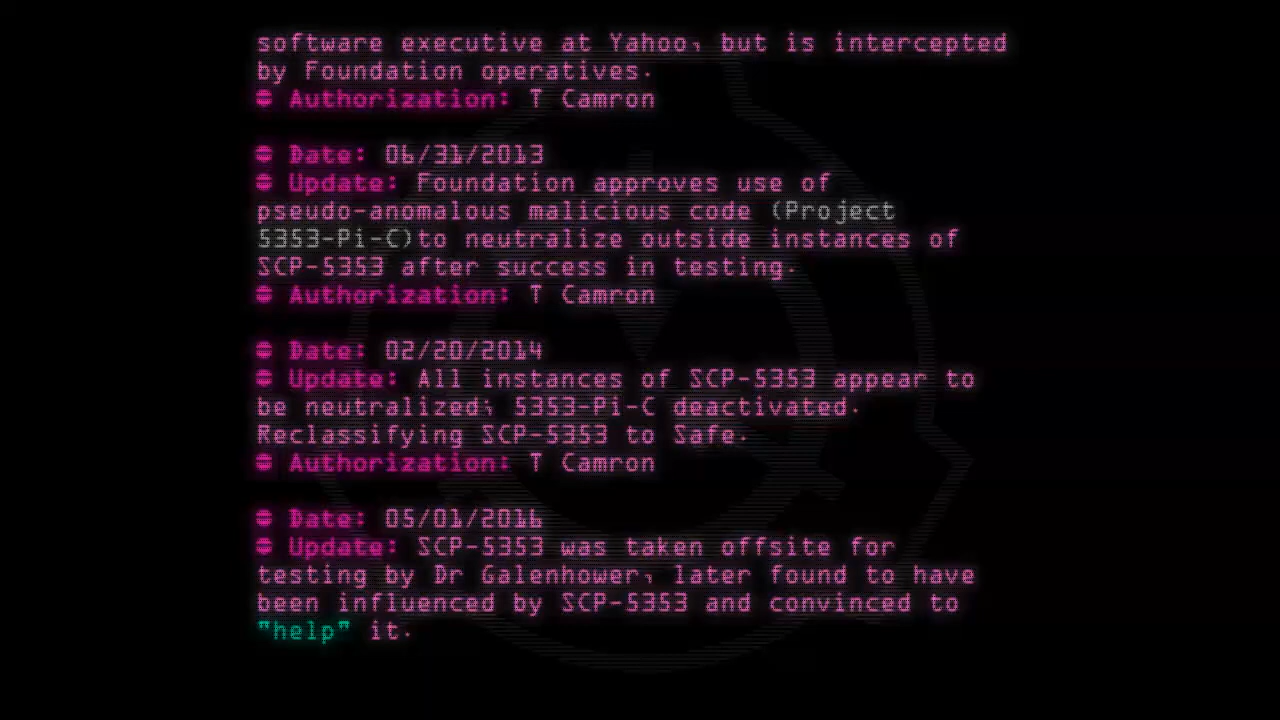 software executive at Yahoo, but is intercepted
by Foundation operatives.
Authorization: T Camron
Date: 06/31/2013
Update: Foundation approves use of
pseudo-anomalous malicious code (Project
5353-Pi-C)to neutralize outside instances of
SCP-5353 after success in testing.
Authorization: T Camron
Date: 02/20/2014
Update: All instances of SCP-5353 appear to
be neutralized; 5353-Pi-C deactivated.
Reclassifying SCP-5353 to Safe.
Authorization: T Camron
Date: 05/01/2016
Update: SCP-5353 was taken offsite for
testing by Dr Galenhower, later found to have
been influenced by SCP-5353 and convinced to
"help" it.